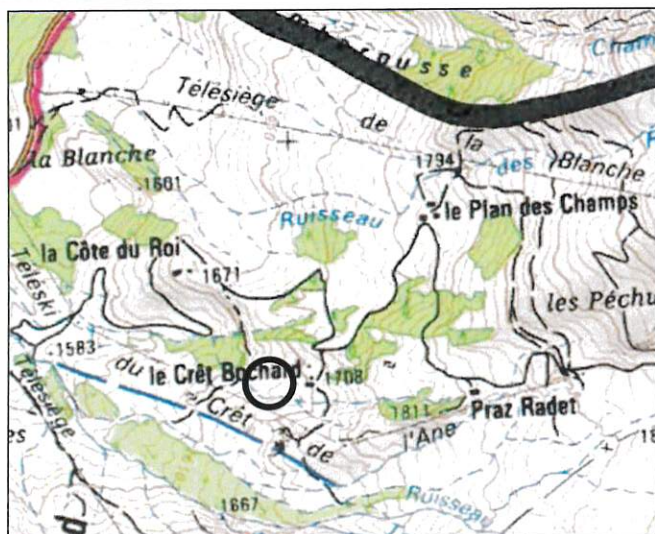 Télésiège de la Blanche
la Blanche
1601
1794
des
le Plan des Champs
Ruisseau
la Côte du Roi
1671
les Péchu
Téléski du Crêt de l'Ane
1583
le Crêt Bochard
1708
Télésiège
1811
Praz Radet
1667
Ruisseau